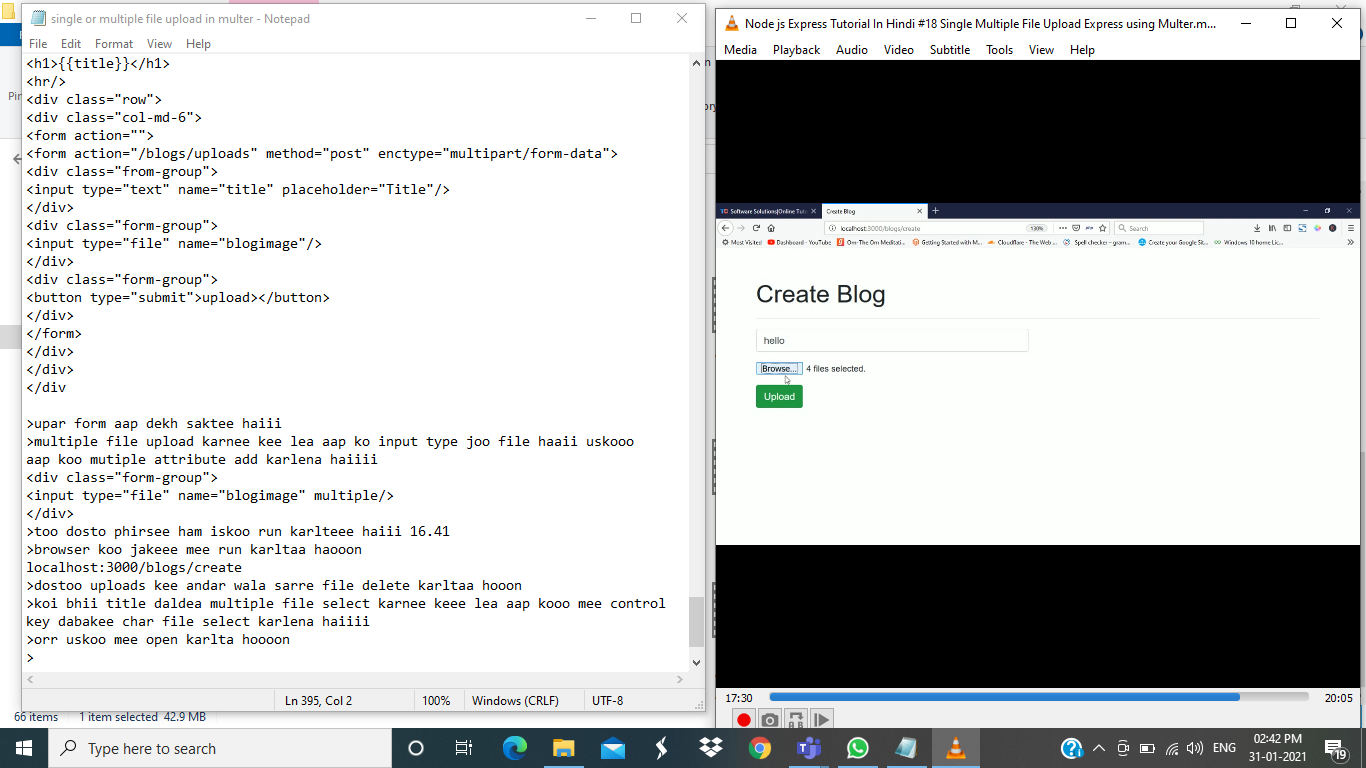 single or multiple file upload in multer - Notepad
File Edit Format View Help
<h1>{{title}}</h1>
<hr/>
<div class="row">
<div class="col-md-6">
<form action="">
<form action="/blogs/uploads" method="post" enctype="multipart/form-data">
<div class="from-group">
<input type="text" name="title" placeholder="Title"/>
</div>
<div class="form-group">
<input type="file" name="blogimage"/>
</div>
<div class="form-group">
<button type="submit">upload></button>
</div>
</form>
</div>
</div>
</div
>upar form aap dekh saktee haiii
>multiple file upload karnee kee lea aap ko input type joo file haaii uskooo
aap koo mutiple attribute add karlena haiiii
<div class="form-group">
<input type="file" name="blogimage" multiple/>
</div>
>too dosto phirsee ham iskoo run karlteee haiii 16.41
>browser koo jakeee mee run karltaa haooon
localhost:3000/blogs/create
>dostoo uploads kee andar wala sarre file delete karltaa hooon
>koi bhii title daldea multiple file select karnee keee lea aap kooo mee control
key dabakee char file select karlena haiiii
>orr uskoo mee open karlta hoooon
>
Ln 395, Col 2 100% Windows (CRLF) UTF-8
66 items 1 item selected 42.9 MB
Node js Express Tutorial In Hindi #18 Single Multiple File Upload Express using Multer.m...
Media Playback Audio Video Subtitle Tools View Help
Software Solutions|Online Tut Create Blog
localhost:3000/blogs/create 130% Search
Most Visited Dashboard - YouTube Om-The Om Meditati... Getting Started with M... Cloudflare - The Web ... Spell checker – gram... Create your Google Sit... Windows 10 home Lic...
Create Blog
hello
Browse... 4 files selected.
Upload
17:30 20:05
Type here to search
ENG 02:42 PM
31-01-2021
19